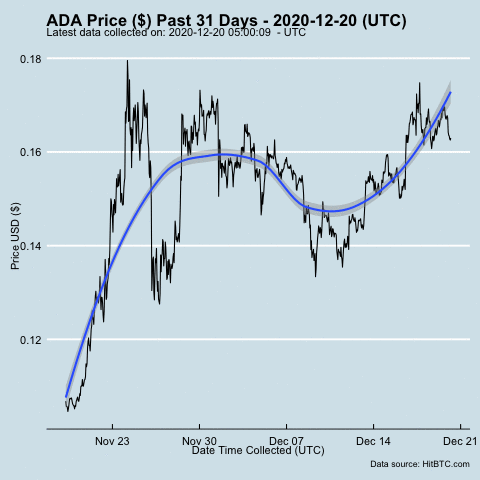 ADA Price ($) Past 31 Days - 2020-12-20 (UTC)
Latest data collected on: 2020-12-20 05:00:09 - UTC
0.18
0.16
0.14
0.12
Price USD ($)
Nov 23
Nov 30
Dec 07
Dec 14
Dec 21
Date Time Collected (UTC)
Data source: HitBTC.com